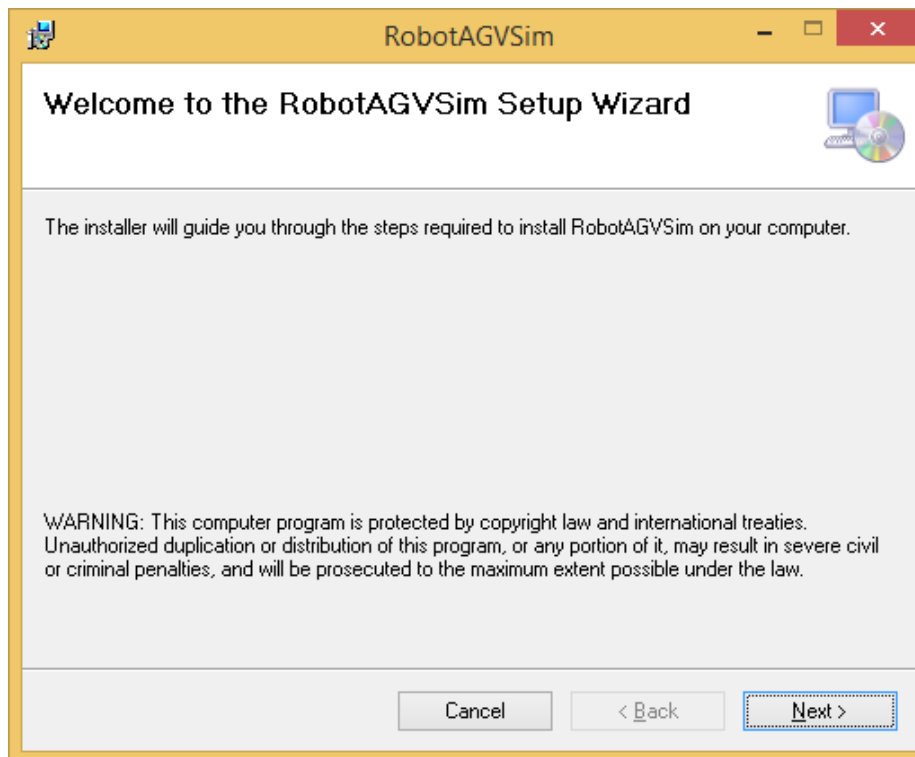 RobotAGVSim
Welcome to the RobotAGVSim Setup Wizard
The installer will guide you through the steps required to install RobotAGVSim on your computer.
WARNING: This computer program is protected by copyright law and international treaties.
Unauthorized duplication or distribution of this program, or any portion of it, may result in severe civil
or criminal penalties, and will be prosecuted to the maximum extent possible under the law.
Cancel
< Back
Next >